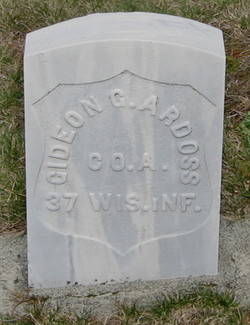 GIDEON G. ARDOSS
CO. A.
37 WIS. INF.